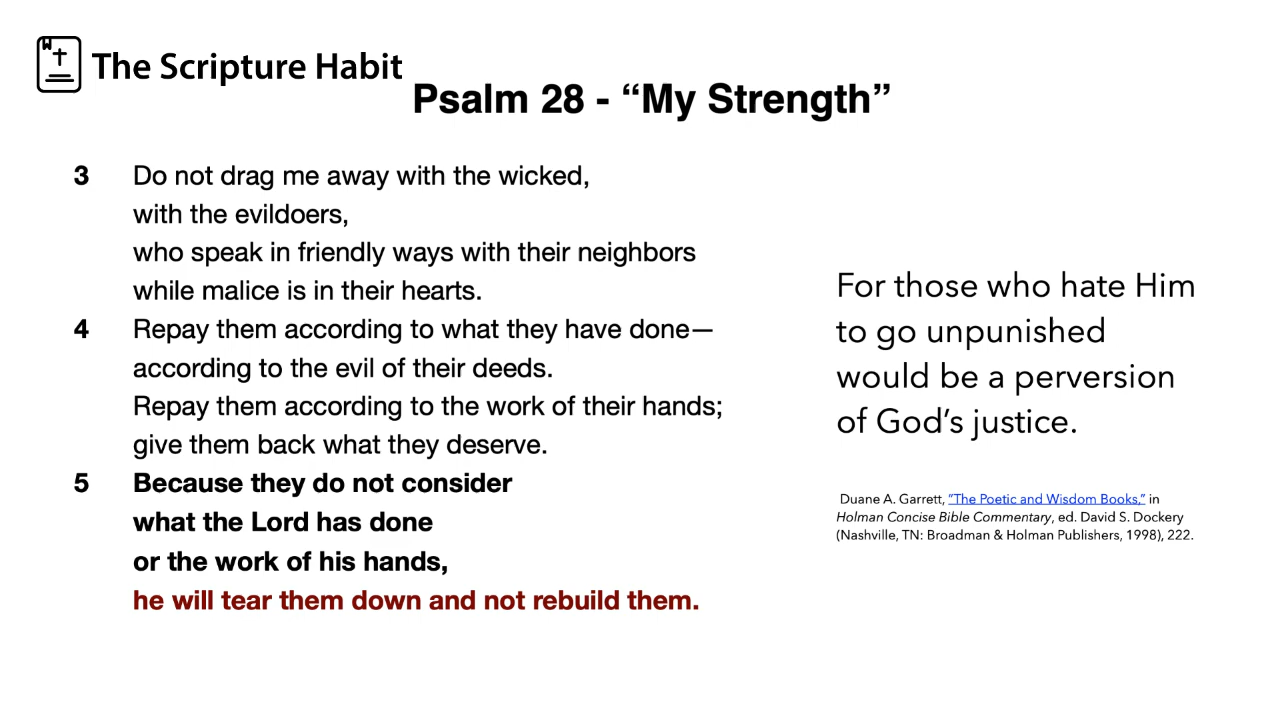 The Scripture Habit
Psalm 28 - “My Strength”
3 Do not drag me away with the wicked,
with the evildoers,
who speak in friendly ways with their neighbors
while malice is in their hearts.
4 Repay them according to what they have done—
according to the evil of their deeds.
Repay them according to the work of their hands;
give them back what they deserve.
5 Because they do not consider
what the Lord has done
or the work of his hands,
he will tear them down and not rebuild them.
For those who hate Him
to go unpunished
would be a perversion
of God’s justice.
Duane A. Garrett, “The Poetic and Wisdom Books,” in
Holman Concise Bible Commentary, ed. David S. Dockery
(Nashville, TN: Broadman & Holman Publishers, 1998), 222.